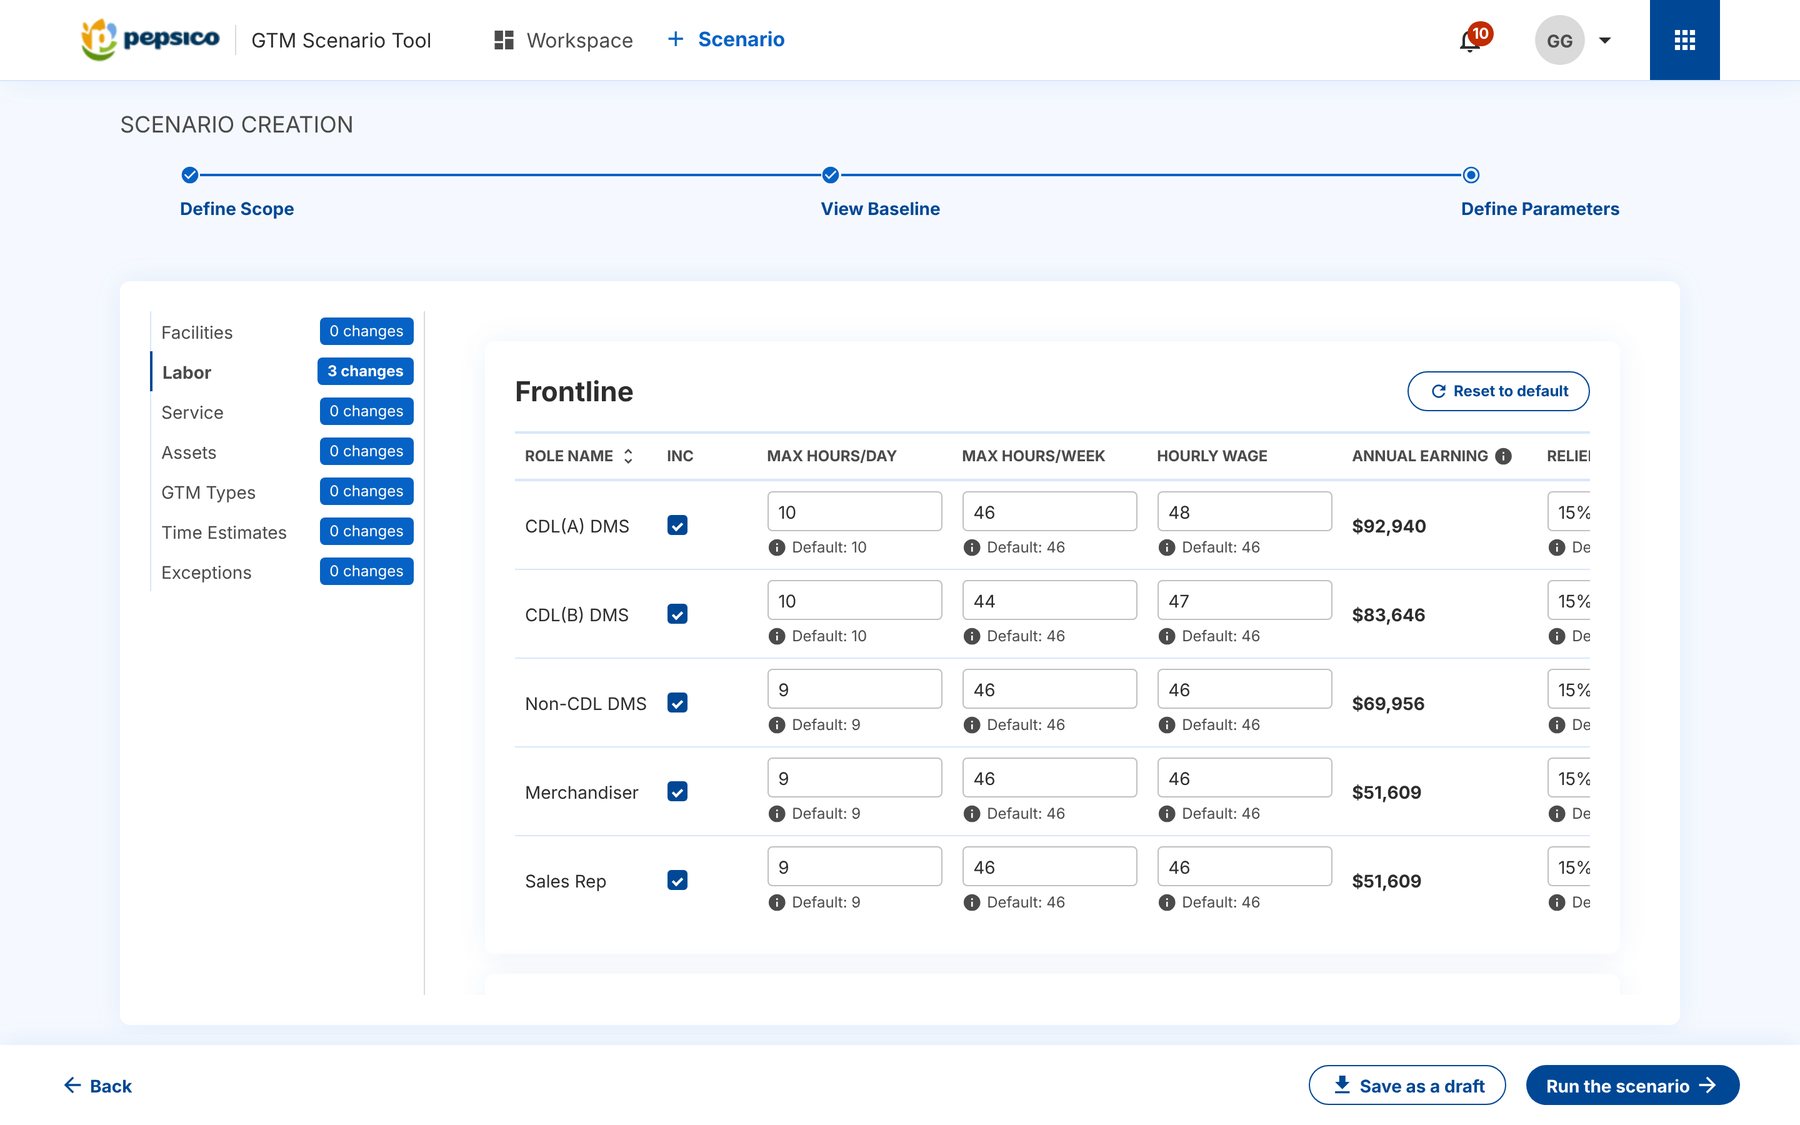 pepsico GTM Scenario Tool Workspace + Scenario 10 GG
SCENARIO CREATION
Define Scope View Baseline Define Parameters
Facilities 0 changes
Labor 3 changes
Service 0 changes
Assets 0 changes
GTM Types 0 changes
Time Estimates 0 changes
Exceptions 0 changes
Frontline Reset to default
ROLE NAME INC MAX HOURS/DAY MAX HOURS/WEEK HOURLY WAGE ANNUAL EARNING RELIE
CDL(A) DMS 10 46 48 $92,940 15%
Default: 10 Default: 46 Default: 46 De
CDL(B) DMS 10 44 47 $83,646 15%
Default: 10 Default: 46 Default: 46 De
Non-CDL DMS 9 46 46 $69,956 15%
Default: 9 Default: 46 Default: 46 De
Merchandiser 9 46 46 $51,609 15%
Default: 9 Default: 46 Default: 46 De
Sales Rep 9 46 46 $51,609 15%
Default: 9 Default: 46 Default: 46 De
Back Save as a draft Run the scenario